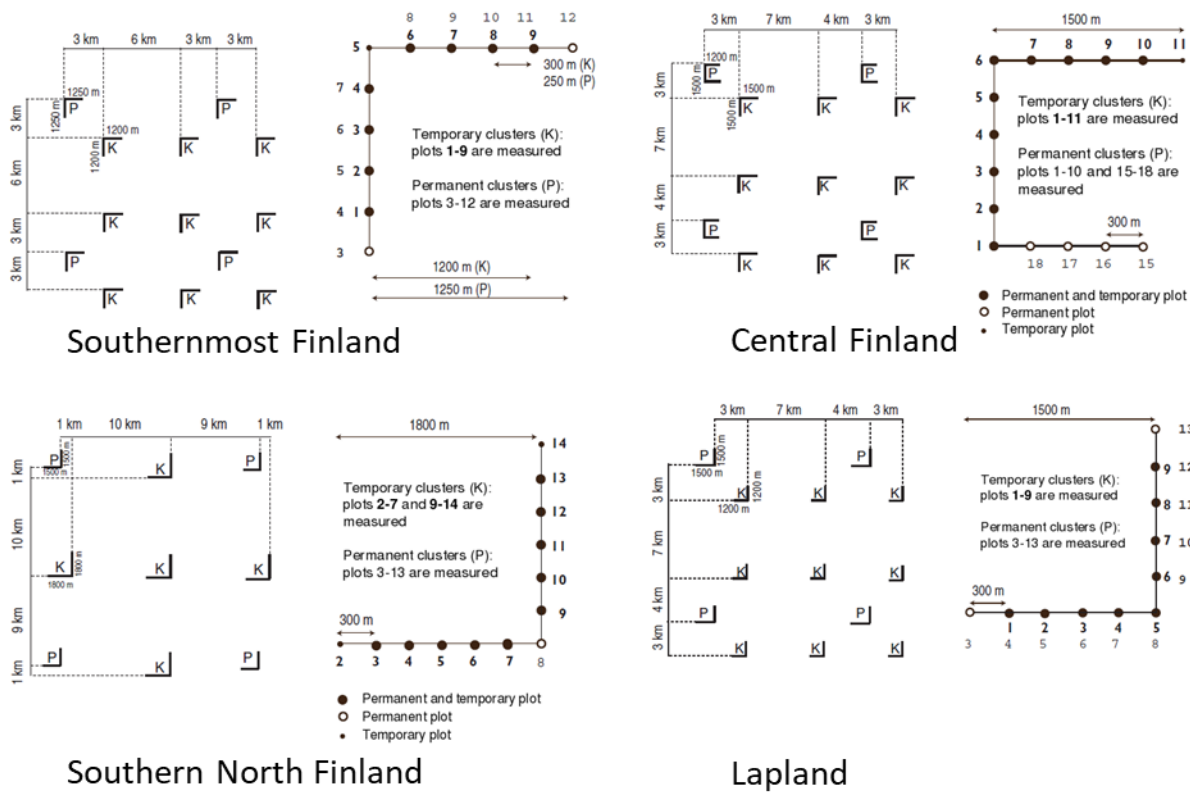 3 km 6 km 3 km 3 km
3 km
6 km
3 km
3 km
1250 m
1250 m
P
P
1200 m
1200 m
K K K
K K K
P P
K K K
8 9 10 11 12
5 6 7 8 9
300 m (K)
250 m (P)
7 4
6 3
5 2
4 1
3
Temporary clusters (K):
plots 1-9 are measured
Permanent clusters (P):
plots 3-12 are
measured
1200 m (K)
1250 m (P)
Southernmost Finland
3 km 7 km 4 km 3 km
3 km
7 km
4 km
3 km
1200 m
1500 m
P P
1500 m
1500 m
K K K
K K K
P P
K K K
1500 m
7 8 9 10 11
6
5
4
3
2
1
Temporary clusters (K):
plots 1-11 are
measured
Permanent clusters (P):
plots 1-10 and 15-18 are
measured
300 m
18 17 16 15
Permanent and temporary plot
Permanent plot
Temporary plot
Central Finland
1 km 10 km 9 km 1 km
1 km
10 km
9 km
1 km
P K P
1500 m
1500 m
K K K
1800 m
1800 m
P K P
1800 m
14
13
12
11
10
9
Temporary clusters (K):
plots 2-7 and 9-14 are
measured
Permanent clusters (P):
plots 3-13 are measured
300 m
2 3 4 5 6 7 8
Permanent and temporary plot
Permanent plot
Temporary plot
Southern North Finland
3 km 7 km 4 km 3 km
3 km
7 km
4 km
3 km
P P
1500 m
1500 m
K K K
1200 m
1200 m
K K K
P P
K K K
1500 m
13
9 12
8 11
7 10
6 9
Temporary clusters (K):
plots 1-9 are measured
Permanent clusters (P):
plots 3-13 are measured
300 m
1 2 3 4 5
3 4 5 6 7 8
Lapland